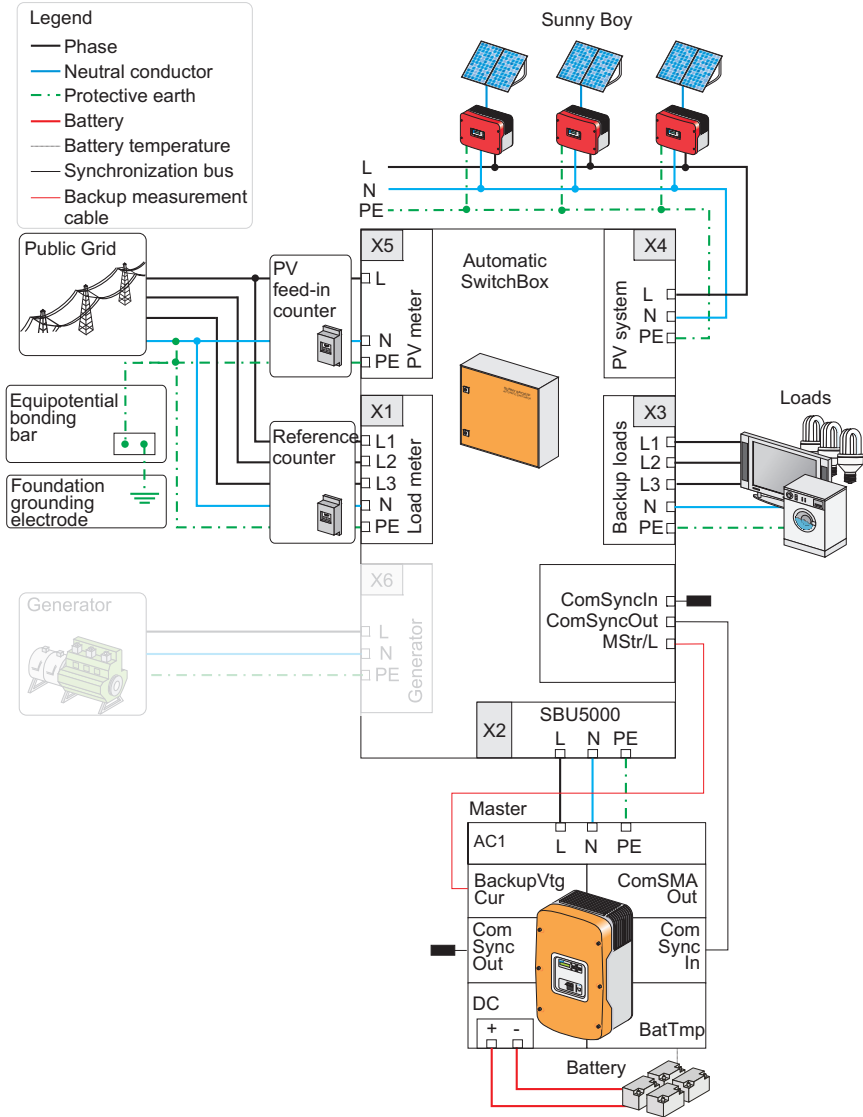 Legend
Phase
Neutral conductor
Protective earth
Battery
Battery temperature
Synchronization bus
Backup measurement
cable
Sunny Boy
L
N
PE
Public Grid
PV
feed-in
counter
X5
L
N
PE
PV meter
Automatic
SwitchBox
X4
L
N
PE
PV system
Equipotential
bonding
bar
Foundation
grounding
electrode
Reference
counter
X1
L1
L2
L3
N
PE
Load meter
X3
L1
L2
L3
N
PE
Backup loads
Loads
Generator
X6
L
N
PE
Generator
ComSyncIn
ComSyncOut
MStr/L
X2
SBU5000
L N PE
Master
AC1
L N PE
BackupVtg
Cur
ComSMA
Out
Com
Sync
Out
Com
Sync
In
DC
+ -
BatTmp
Battery